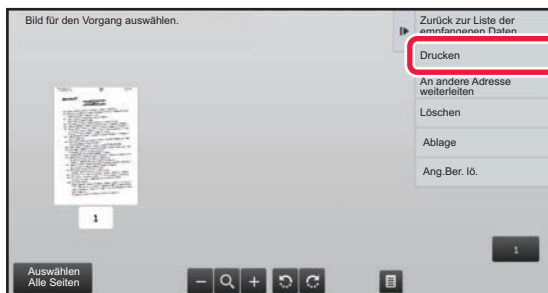 Bild für den Vorgang auswählen.
Zurück zur Liste der
empfangenen Daten
Drucken
An andere Adresse
weiterleiten
Löschen
Ablage
Ang.Ber. lö.
1
1
Auswählen
Alle Seiten